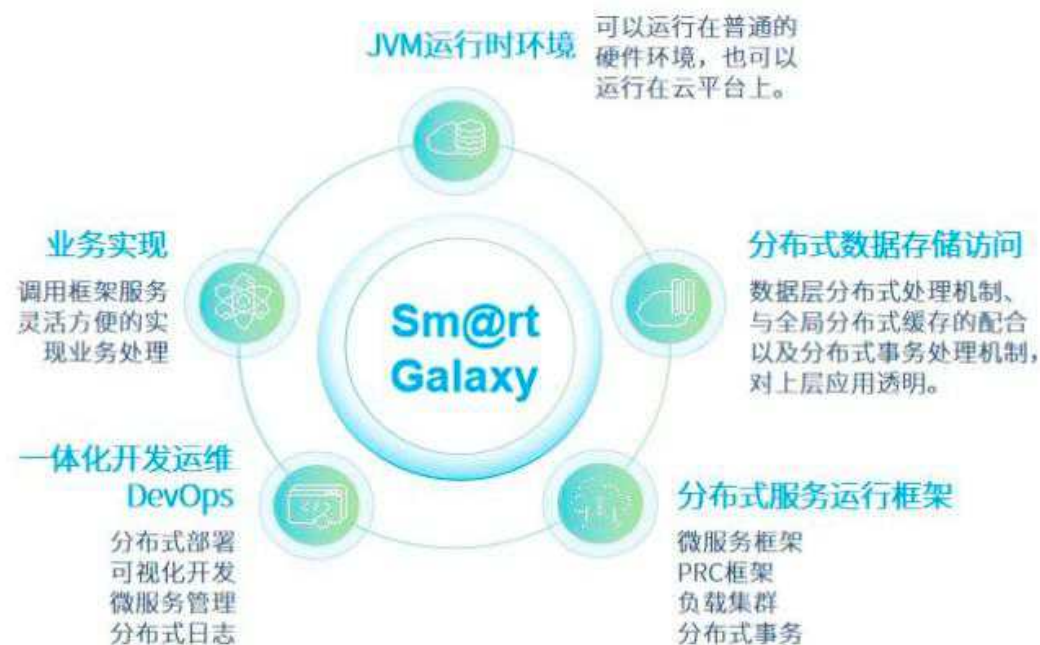 JVM运行时环境
可以运行在普通的
硬件环境，也可以
运行在云平台上。
业务实现
调用框架服务
灵活方便的实
现业务处理
Sm@rt
Galaxy
分布式数据存储访问
数据层分布式处理机制、
与全局分布式缓存的配合
以及分布式事务处理机制，
对上层应用透明。
一体化开发运维
DevOps
分布式部署
可视化开发
微服务管理
分布式日志
分布式服务运行框架
微服务框架
PRC框架
负载集群
分布式事务